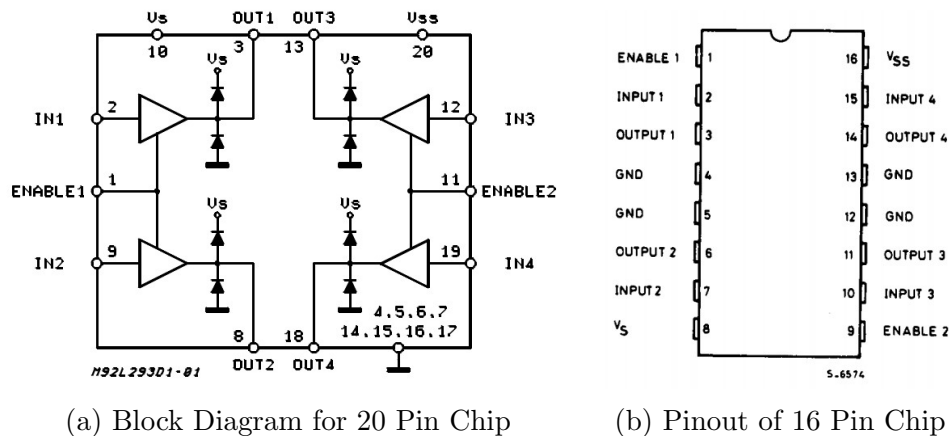 Vs OUT1 OUT3 Vss
10 3 13 20
Vs Vs
IN1 2 12 IN3
ENABLE1 1 11 ENABLE2
Vs Vs
IN2 9 19 IN4
4.5.6.7
8 18 14.15.16.17
OUT2 OUT4
M92L293D1-01
(a) Block Diagram for 20 Pin Chip
ENABLE 1 1 16 VSS
INPUT 1 2 15 INPUT 4
OUTPUT 1 3 14 OUTPUT 4
GND 4 13 GND
GND 5 12 GND
OUTPUT 2 6 11 OUTPUT 3
INPUT 2 7 10 INPUT 3
VS 8 9 ENABLE 2
S-6574
(b) Pinout of 16 Pin Chip